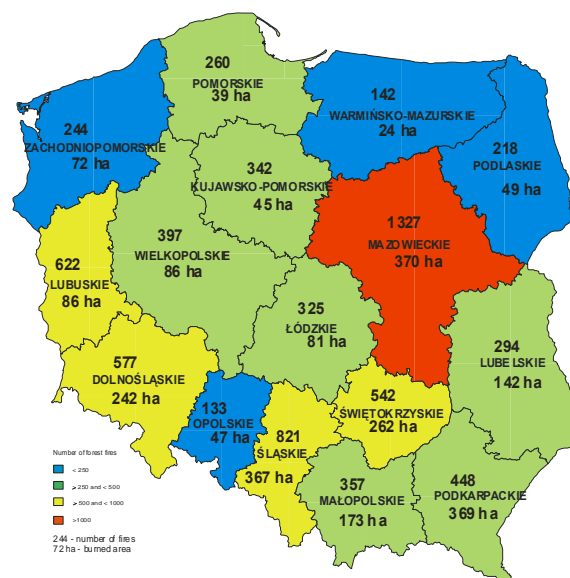 260
POMORSKIE
39 ha
142
WARMIŃSKO-MAZURSKIE
24 ha
244
ZACHODNIOPOMORSKIE
72 ha
218
PODLASKIE
49 ha
342
KUJAWSKO-POMORSKIE
45 ha
1327
MAZOWIECKIE
370 ha
397
WIELKOPOLSKIE
86 ha
622
LUBUSKIE
86 ha
325
ŁÓDZKIE
81 ha
294
LUBELSKIE
142 ha
577
DOLNOŚLĄSKIE
242 ha
542
ŚWIĘTOKRZYSKIE
262 ha
133
OPOLSKIE
47 ha
821
ŚLĄSKIE
367 ha
357
MAŁOPOLSKIE
173 ha
448
PODKARPACKIE
369 ha
Number of forest fires
< 250
⩾ 250 and < 500
⩾ 500 and < 1000
>1000
244 - number of fires
72 ha - burned area